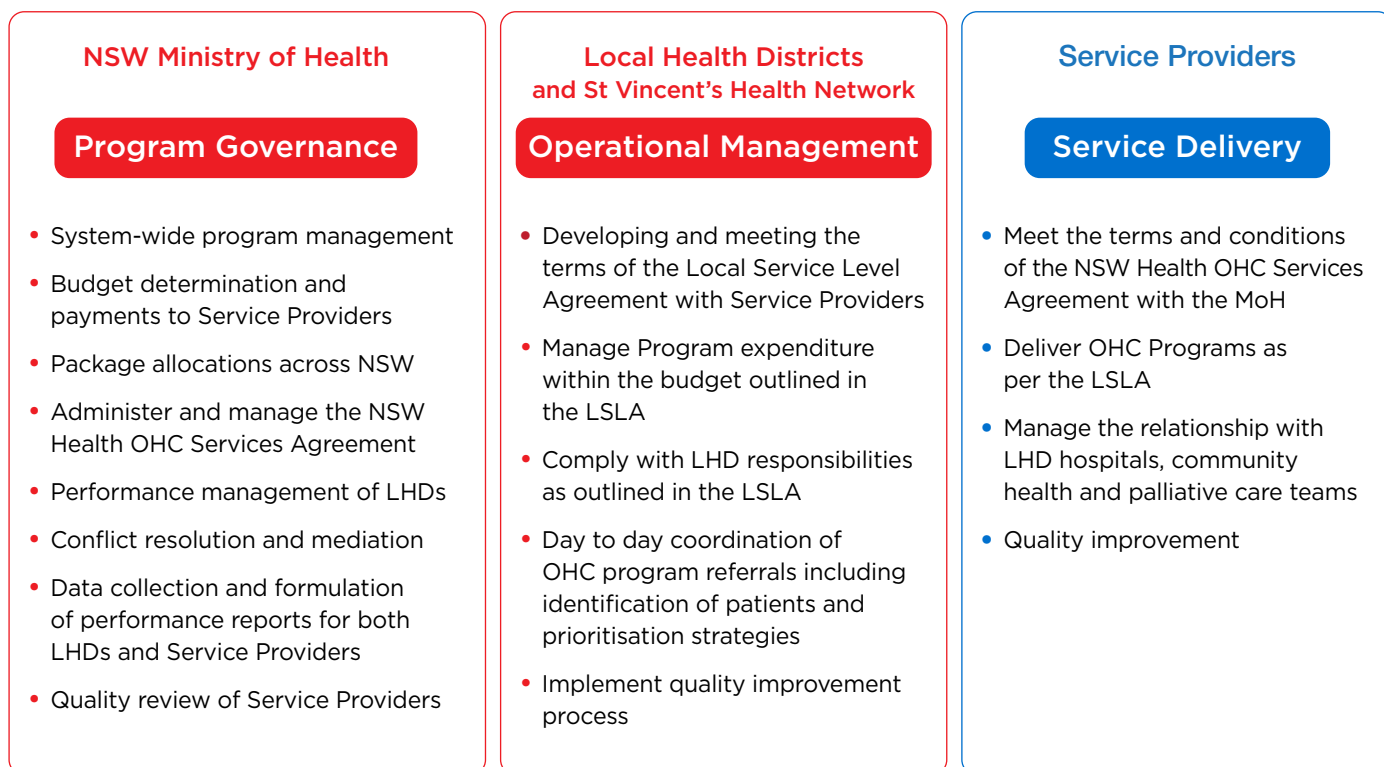 NSW Ministry of Health
Program Governance
• System-wide program management
• Budget determination and
payments to Service Providers
• Package allocations across NSW
• Administer and manage the NSW
Health OHC Services Agreement
• Performance management of LHDs
• Conflict resolution and mediation
• Data collection and formulation
of performance reports for both
LHDs and Service Providers
• Quality review of Service Providers
Local Health Districts
and St Vincent’s Health Network
Operational Management
• Developing and meeting the
terms of the Local Service Level
Agreement with Service Providers
• Manage Program expenditure
within the budget outlined in
the LSLA
• Comply with LHD responsibilities
as outlined in the LSLA
• Day to day coordination of
OHC program referrals including
identification of patients and
prioritisation strategies
• Implement quality improvement
process
Service Providers
Service Delivery
• Meet the terms and conditions
of the NSW Health OHC Services
Agreement with the MoH
• Deliver OHC Programs as
per the LSLA
• Manage the relationship with
LHD hospitals, community
health and palliative care teams
• Quality improvement